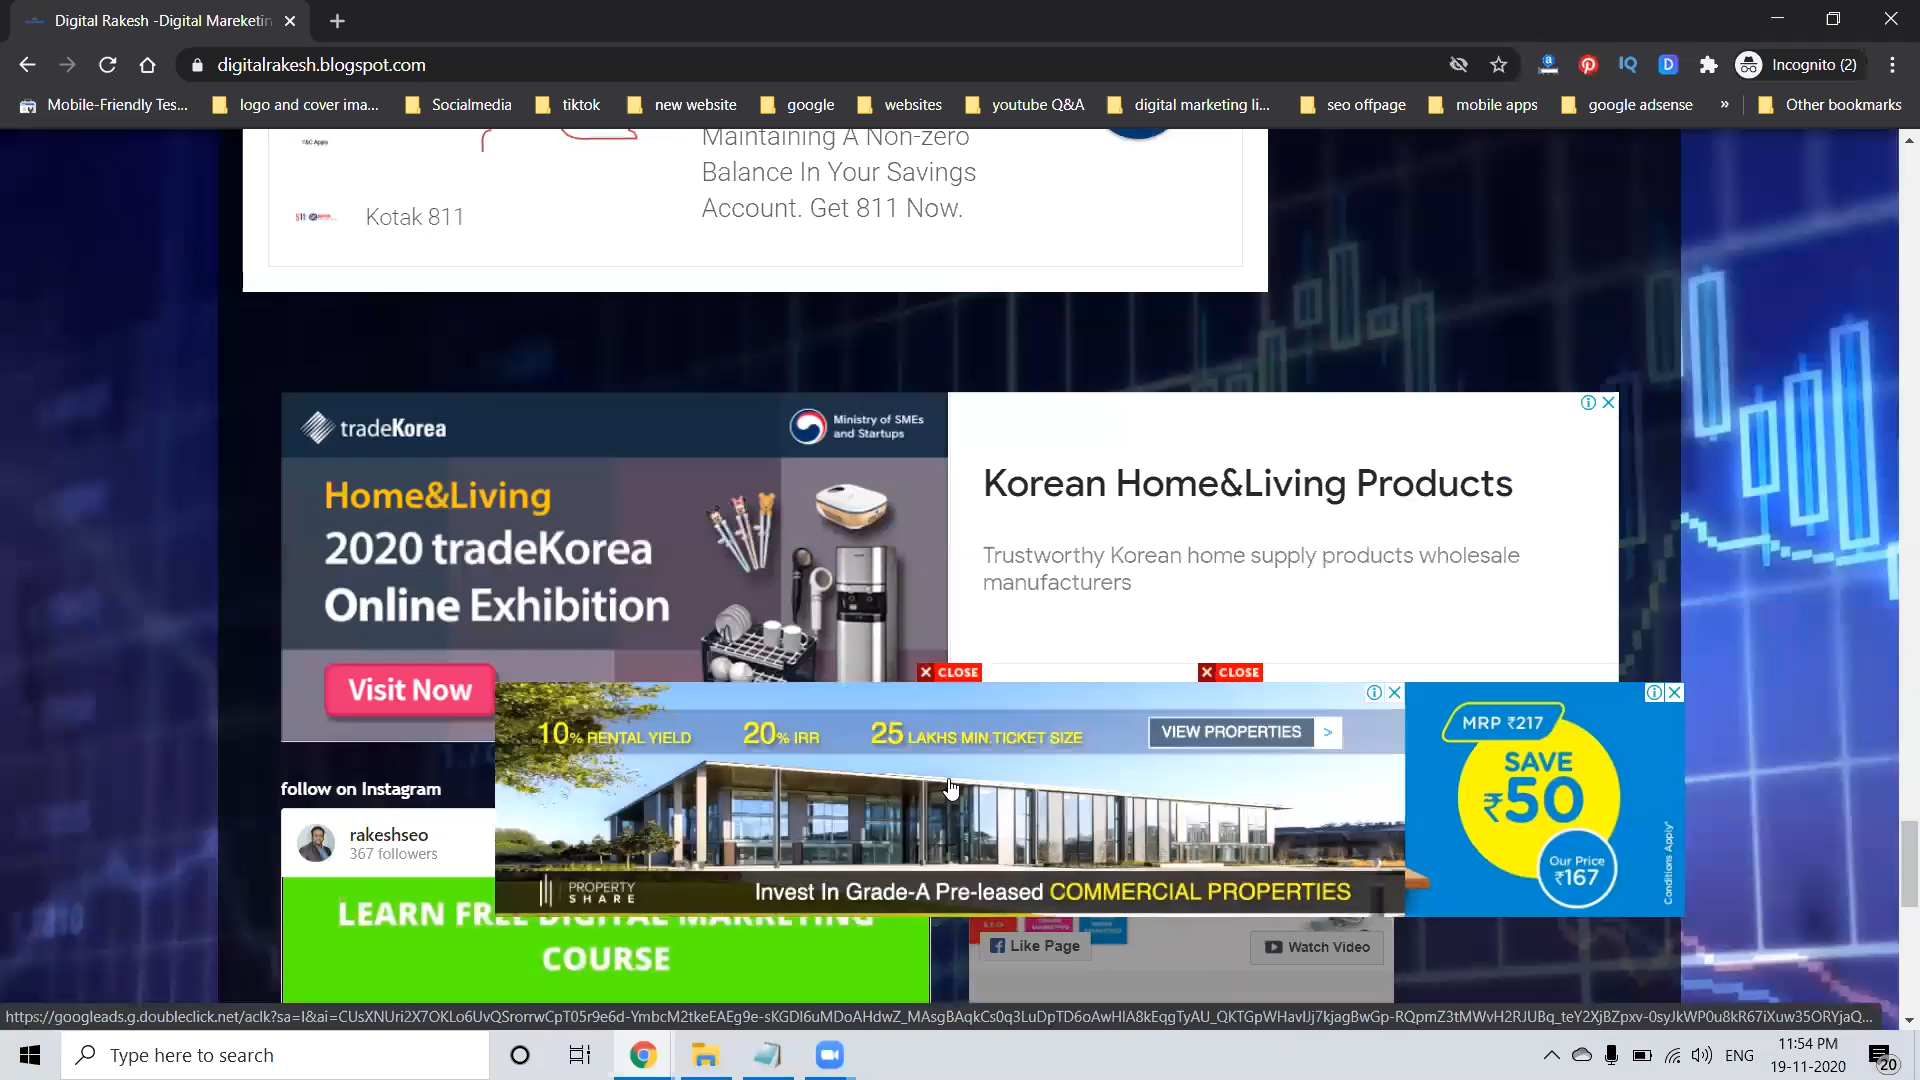 Digital Rakesh -Digital Mareketin
digitalrakesh.blogspot.com
Incognito (2)
Mobile-Friendly Tes...
logo and cover ima...
Socialmedia
tiktok
new website
google
websites
youtube Q&A
digital marketing li...
seo offpage
mobile apps
google adsense
»
Other bookmarks
Maintaining A Non-zero
Balance In Your Savings
Account. Get 811 Now.
Kotak 811
tradeKorea
Ministry of SMEs
and Startups
Home&Living
2020 tradeKorea
Online Exhibition
Visit Now
Korean Home&Living Products
Trustworthy Korean home supply products wholesale
manufacturers
CLOSE
CLOSE
10% RENTAL YIELD
20% IRR
25 LAKHS MIN.TICKET SIZE
VIEW PROPERTIES >
PROPERTY
SHARE
Invest In Grade-A Pre-leased COMMERCIAL PROPERTIES
MRP ₹217
SAVE
₹50
Our Price
₹167
Conditions Apply*
follow on Instagram
rakeshseo
367 followers
LEARN FREE DIGITAL MARKETING
COURSE
Like Page
Watch Video
Type here to search
ENG
11:54 PM
19-11-2020
20